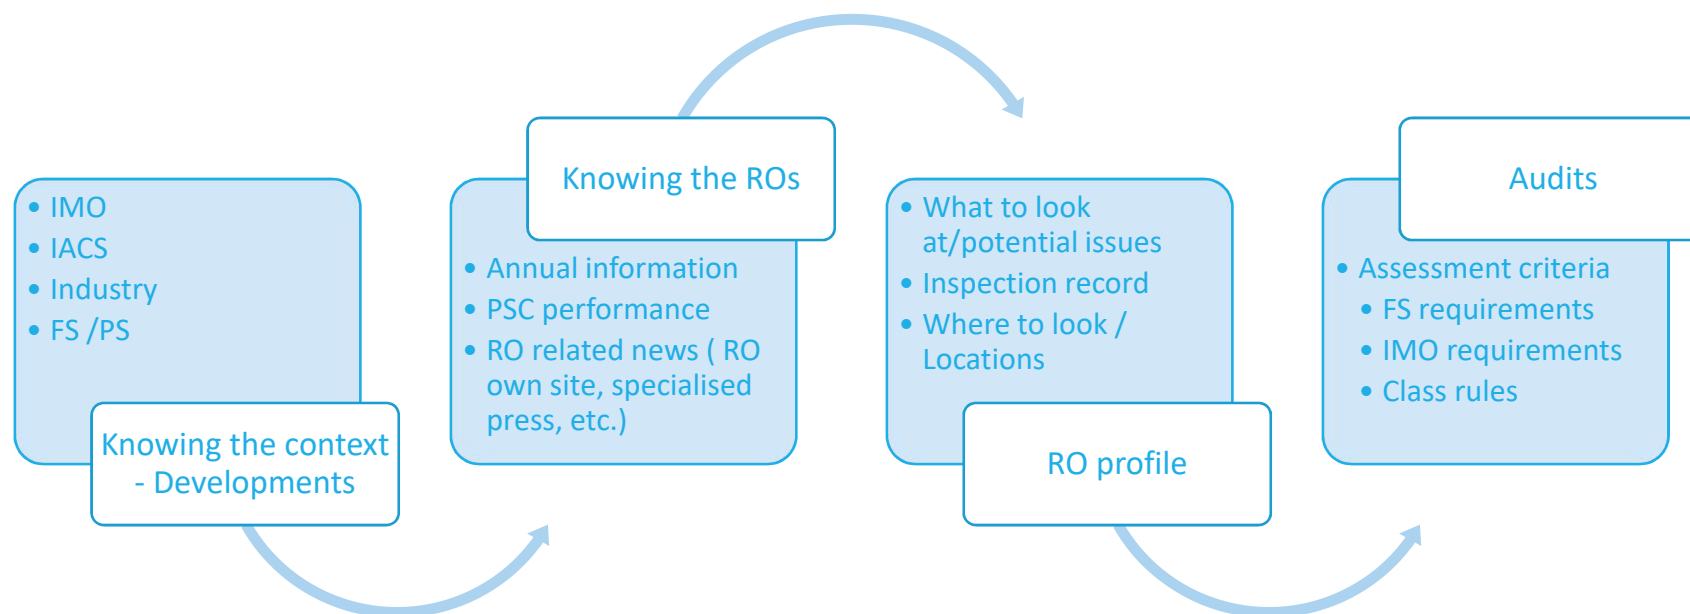 • IMO
• IACS
• Industry
• FS /PS
Knowing the context
- Developments
Knowing the ROs
• Annual information
• PSC performance
• RO related news ( RO
own site, specialised
press, etc.)
• What to look
at/potential issues
• Inspection record
• Where to look /
Locations
RO profile
Audits
• Assessment criteria
• FS requirements
• IMO requirements
• Class rules